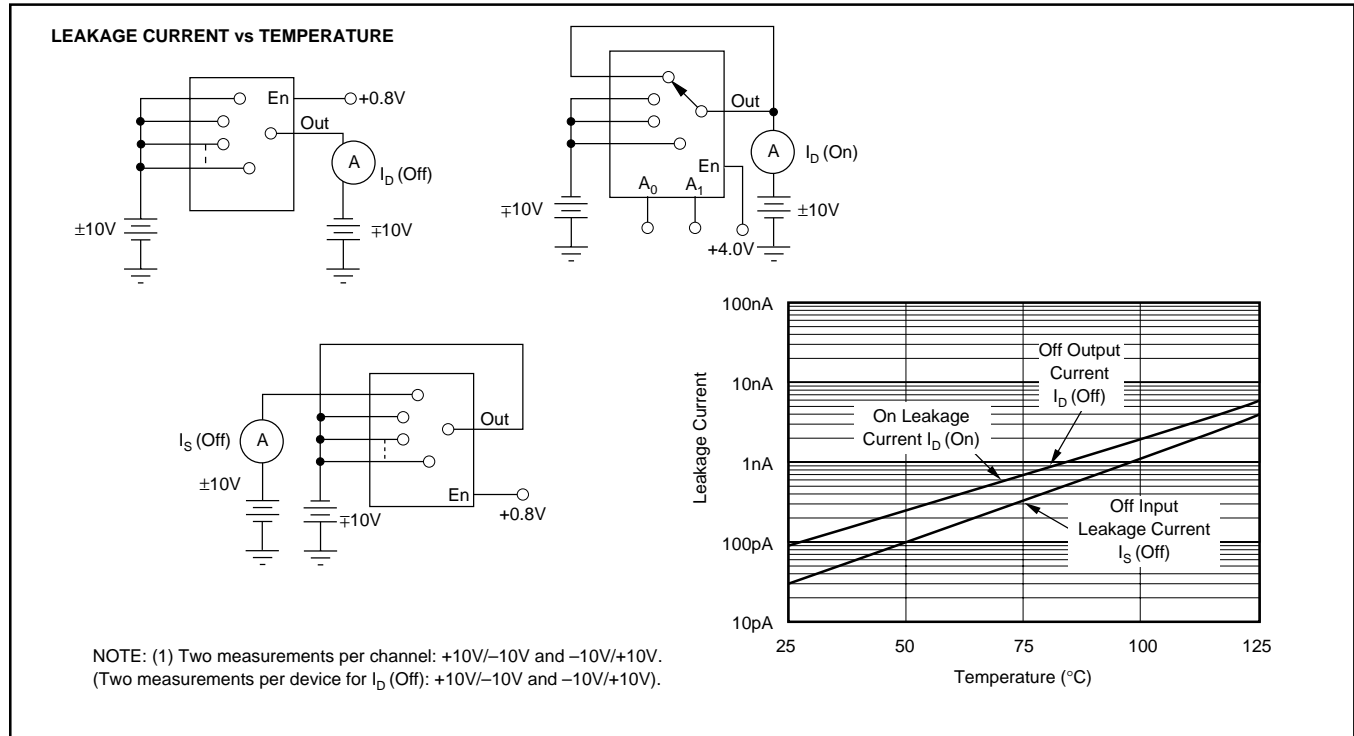 LEAKAGE CURRENT vs TEMPERATURE
En
+0.8V
Out
A
I_D (Off)
±10V
∓10V
Out
A
I_D (On)
En
A_0
A_1
∓10V
±10V
+4.0V
I_S (Off)
A
Out
±10V
∓10V
En
+0.8V
100nA
10nA
1nA
100pA
10pA
Leakage Current
Off Output
Current
I_D (Off)
On Leakage
Current I_D (On)
Off Input
Leakage Current
I_S (Off)
25
50
75
100
125
Temperature (°C)
NOTE: (1) Two measurements per channel: +10V/–10V and –10V/+10V.
(Two measurements per device for I_D (Off): +10V/–10V and –10V/+10V).